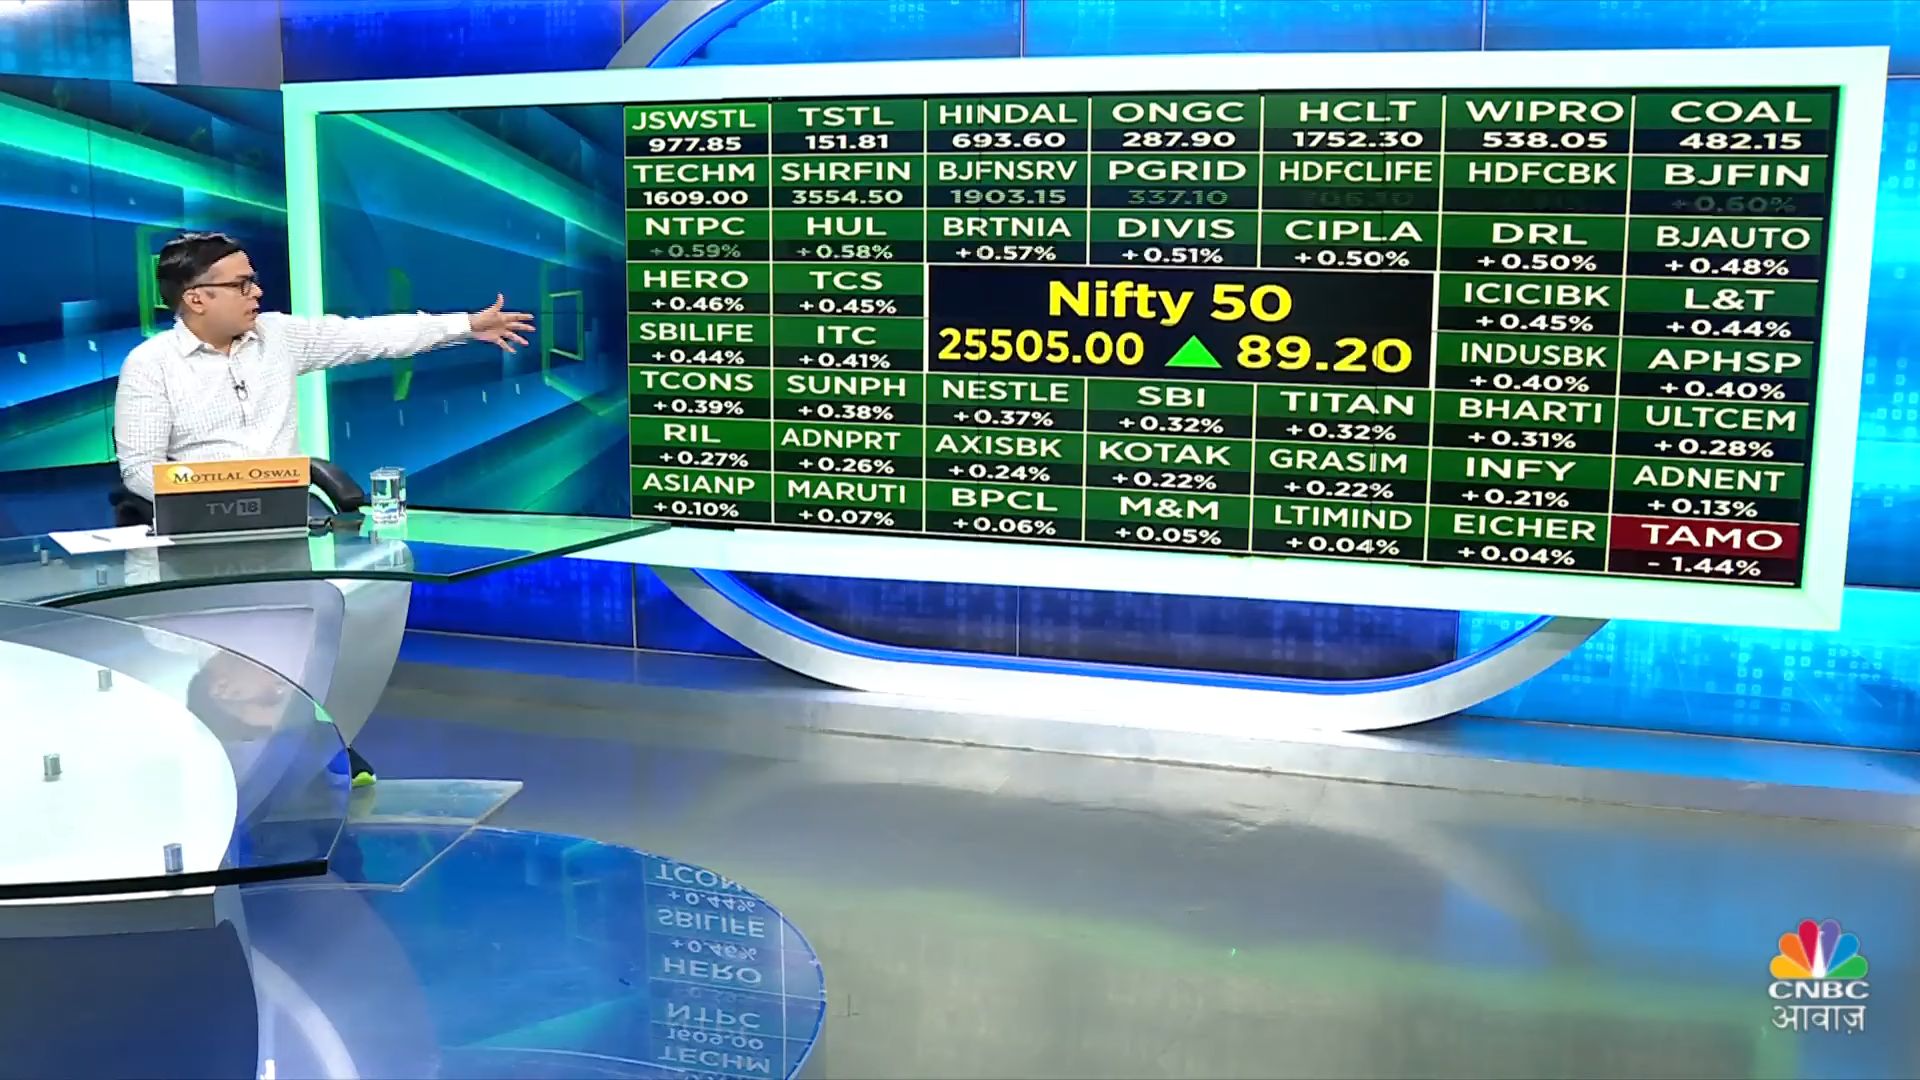 JSWSTL TSTL HINDAL ONGC HCLT WIPRO COAL
977.85 151.81 693.60 287.90 1752.30 538.05 482.15
TECHM SHRFIN BJFNSRV PGRID HDFCLIFE HDFCBK BJFIN
1609.00 3554.50 1903.15 337.10 +0.60%
NTPC HUL BRTNIA DIVIS CIPLA DRL BJAUTO
+0.59% +0.58% +0.57% +0.51% +0.50% +0.50% +0.48%
HERO TCS Nifty 50 ICICIBK L&T
+0.46% +0.45% +0.45% +0.44%
SBILIFE ITC 25505.00 89.20 INDUSBK APHSP
+0.44% +0.41% +0.40% +0.40%
TCONS SUNPH NESTLE SBI TITAN BHARTI ULTCEM
+0.39% +0.38% +0.37% +0.32% +0.32% +0.31% +0.28%
RIL ADNPRT AXISBK KOTAK GRASIM INFY ADNENT
+0.27% +0.26% +0.24% +0.22% +0.22% +0.21% +0.13%
ASIANP MARUTI BPCL M&M LTIMIND EICHER TAMO
+0.10% +0.07% +0.06% +0.05% +0.04% +0.04% - 1.44%
MOTILAL OSWAL
TV18
CNBC
आवाज़